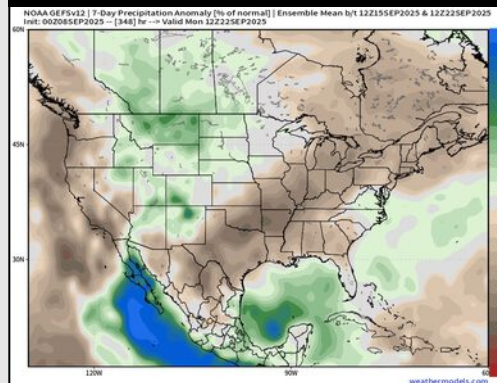 NOAA GEFSv12 | 7-Day Precipitation Anomaly [% of normal] | Ensemble Mean b/t 12Z15SEP2025 & 12Z22SEP2025
Init: 00Z08SEP2025 -- [348] hr --> Valid Mon 12Z22SEP2025
60N
45N
30N
120W
90W
60
weathermodels.com